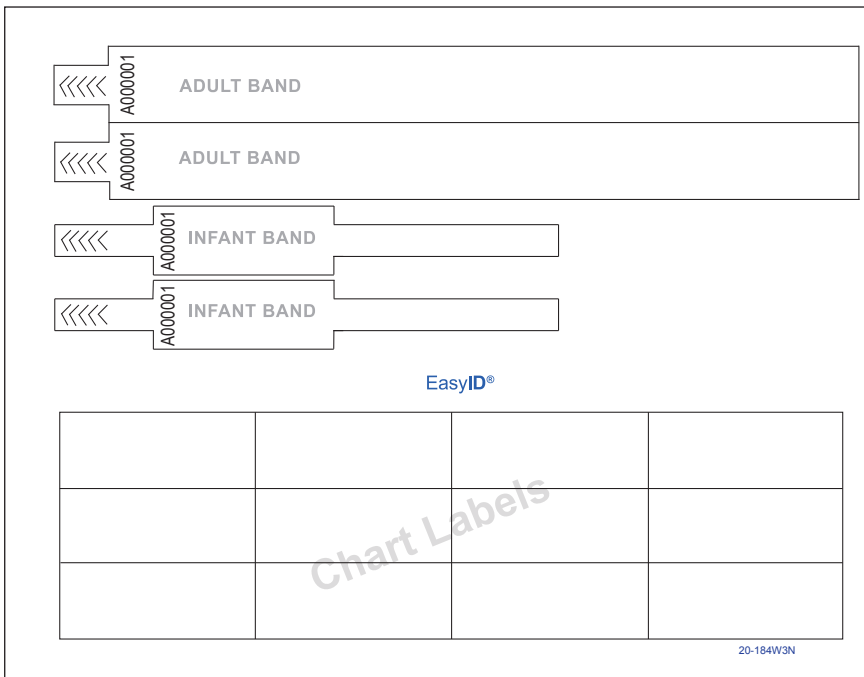 A000001
ADULT BAND
A000001
ADULT BAND
A000001
INFANT BAND
A000001
INFANT BAND
EasyID®
Chart Labels
20-184W3N